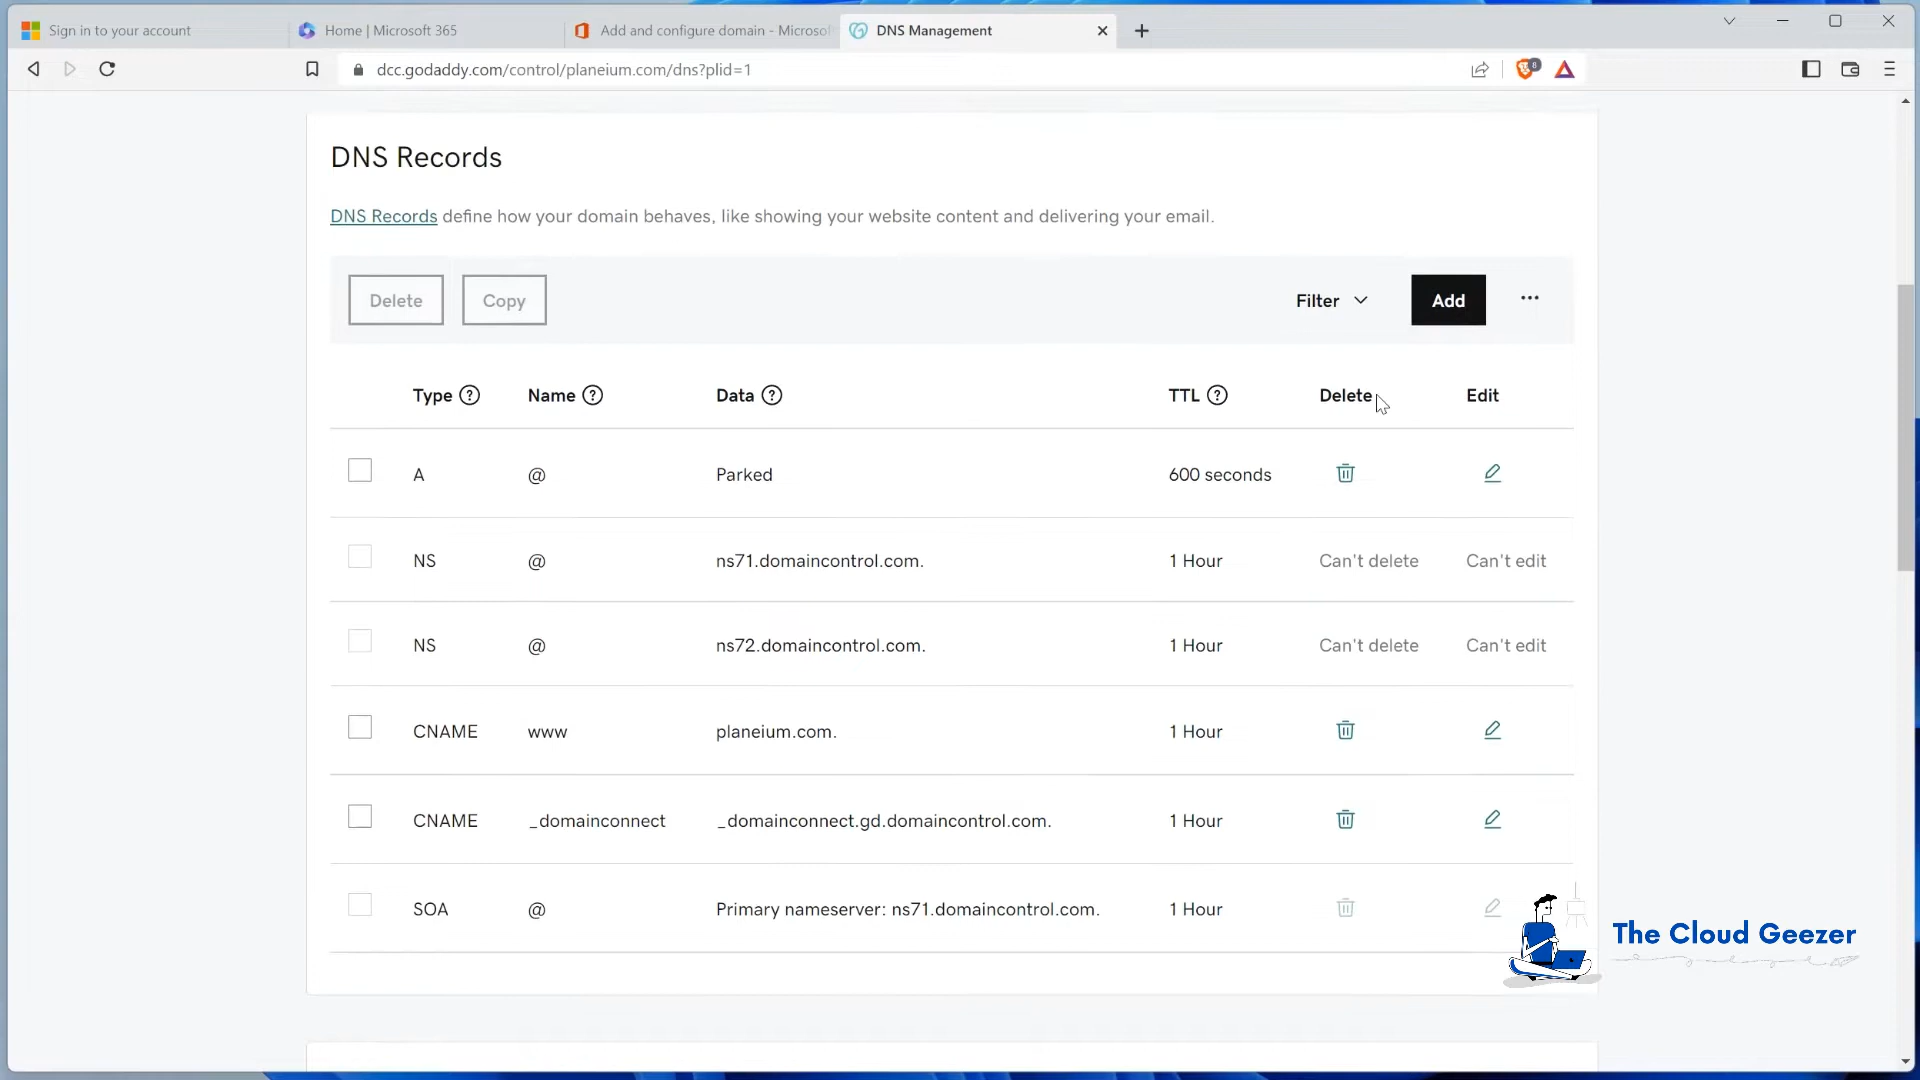 Sign in to your account
Home | Microsoft 365
Add and configure domain - Microsof
DNS Management
dcc.godaddy.com/control/planeium.com/dns?plid=1
8
DNS Records
DNS Records define how your domain behaves, like showing your website content and delivering your email.
Delete Copy Filter Add
Type ? Name ? Data ? TTL ? Delete Edit
A @ Parked 600 seconds
NS @ ns71.domaincontrol.com. 1 Hour Can't delete Can't edit
NS @ ns72.domaincontrol.com. 1 Hour Can't delete Can't edit
CNAME www planeium.com. 1 Hour
CNAME _domainconnect _domainconnect.gd.domaincontrol.com. 1 Hour
SOA @ Primary nameserver: ns71.domaincontrol.com. 1 Hour
The Cloud Geezer